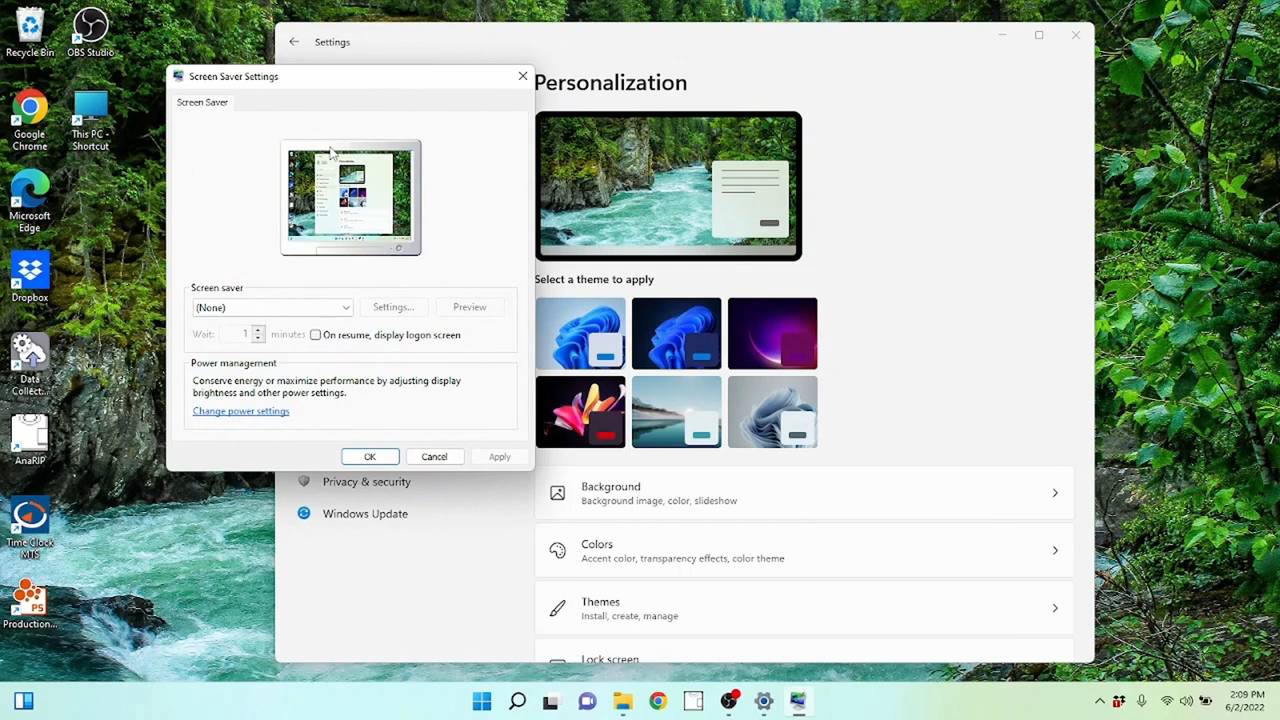 Recycle Bin
OBS Studio
Google
Chrome
This PC -
Shortcut
Microsoft
Edge
Dropbox
Data
Collect...
AnaRIP
Time Clock
MTS
PS
Production...
Settings
Screen Saver Settings
Screen Saver
Screen saver
(None)
Settings...
Preview
Wait:
1
minutes
On resume, display logon screen
Power management
Conserve energy or maximize performance by adjusting display
brightness and other power settings.
Change power settings
OK
Cancel
Apply
Privacy & security
Windows Update
Personalization
Select a theme to apply
Background
Background image, color, slideshow
Colors
Accent color, transparency effects, color theme
Themes
Install, create, manage
Lock screen
2:09 PM
6/2/2022